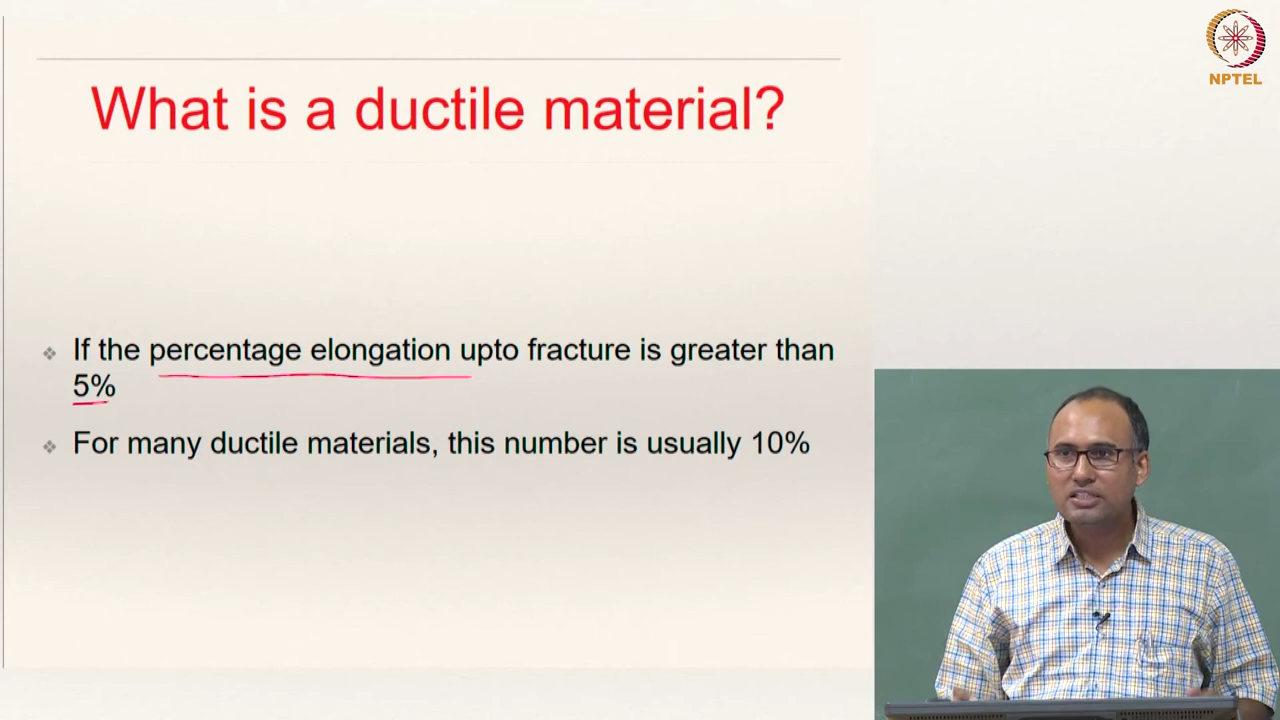 NPTEL
What is a ductile material?
If the percentage elongation upto fracture is greater than
5%
For many ductile materials, this number is usually 10%